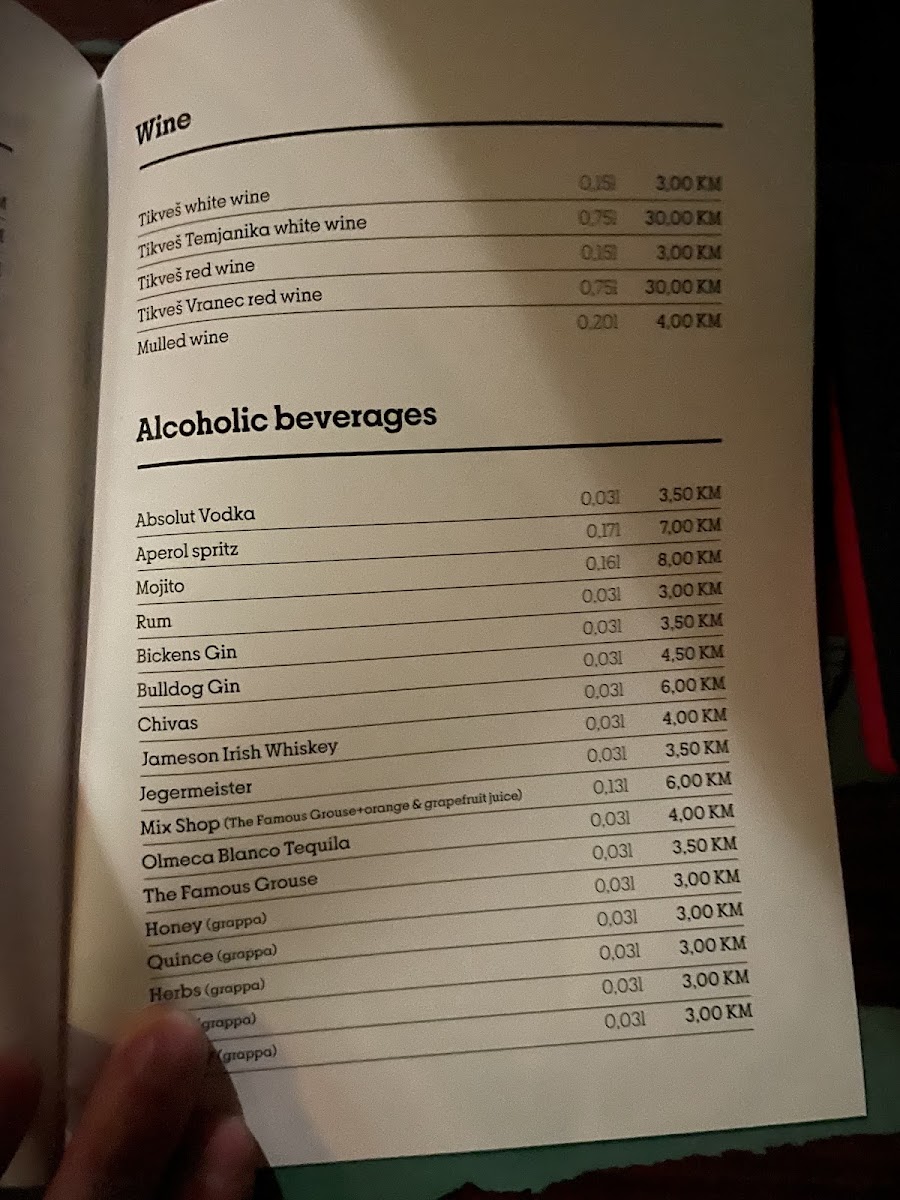 Wine
Tikveš white wine 0,15l 3,00 KM
Tikveš Temjanika white wine 0,75l 30,00 KM
Tikveš red wine 0,15l 3,00 KM
Tikveš Vranec red wine 0,75l 30,00 KM
Mulled wine 0,20l 4,00 KM
Alcoholic beverages
Absolut Vodka 0,03l 3,50 KM
Aperol spritz 0,17l 7,00 KM
Mojito 0,16l 8,00 KM
Rum 0,03l 3,00 KM
Bickens Gin 0,03l 3,50 KM
Bulldog Gin 0,03l 4,50 KM
Chivas 0,03l 6,00 KM
Jameson Irish Whiskey 0,03l 4,00 KM
Jegermeister 0,03l 3,50 KM
Mix Shop (The Famous Grouse+orange & grapefruit juice) 0,13l 6,00 KM
Olmeca Blanco Tequila 0,03l 4,00 KM
The Famous Grouse 0,03l 3,50 KM
Honey (grappa) 0,03l 3,00 KM
Quince (grappa) 0,03l 3,00 KM
Herbs (grappa) 0,03l 3,00 KM
(grappa) 0,03l 3,00 KM
(grappa) 0,03l 3,00 KM